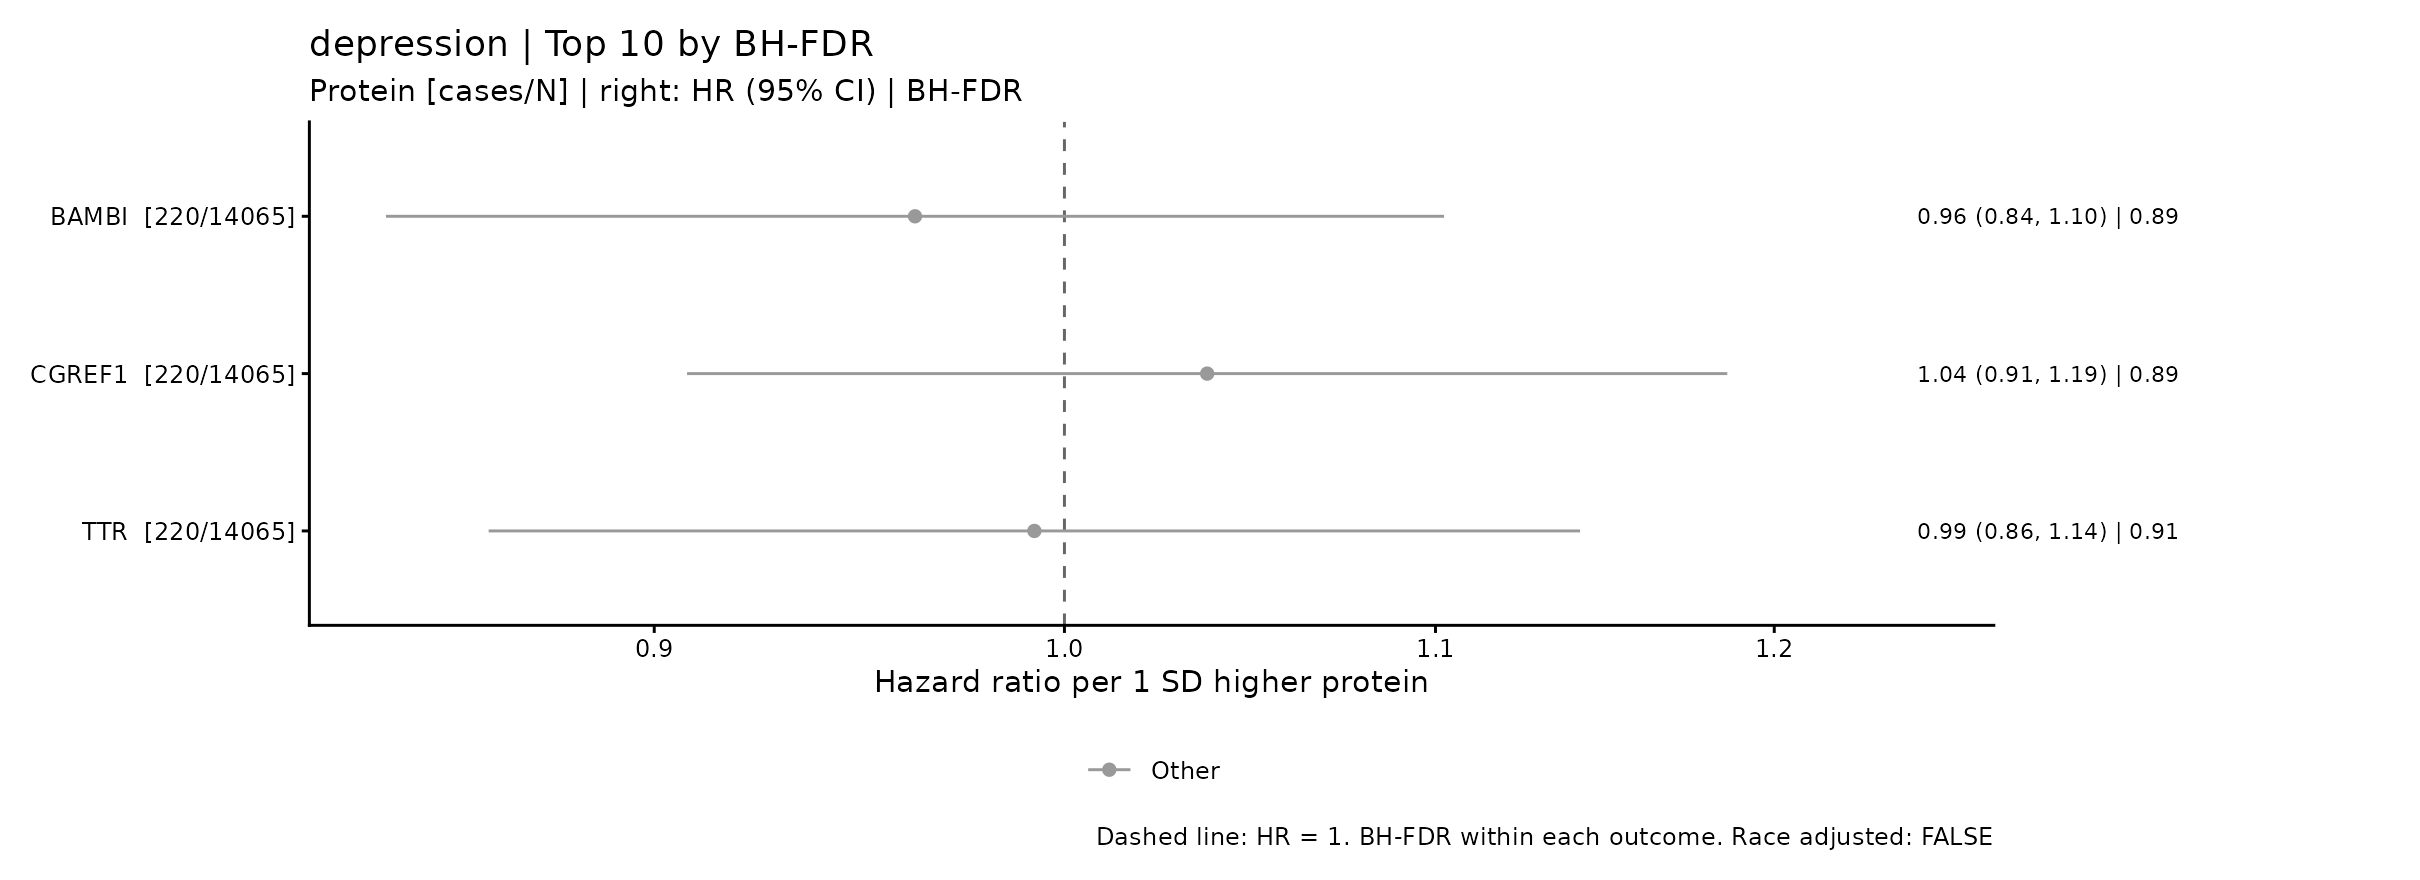 depression | Top 10 by BH-FDR
Protein [cases/N] | right: HR (95% CI) | BH-FDR
BAMBI [220/14065] 0.96 (0.84, 1.10) | 0.89
CGREF1 [220/14065] 1.04 (0.91, 1.19) | 0.89
TTR [220/14065] 0.99 (0.86, 1.14) | 0.91
0.9 1.0 1.1 1.2
Hazard ratio per 1 SD higher protein
Other
Dashed line: HR = 1. BH-FDR within each outcome. Race adjusted: FALSE